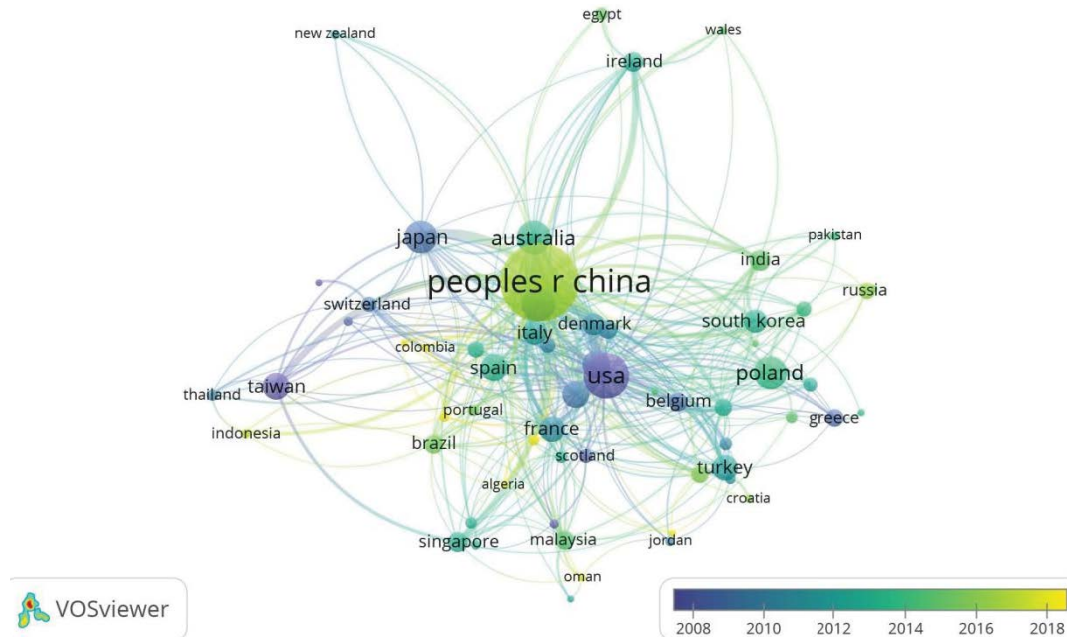 egypt
new zealand
wales
ireland
japan
australia
pakistan
india
peoples r china
russia
switzerland
italy
denmark
south korea
colombia
spain
usa
poland
taiwan
thailand
belgium
portugal
greece
indonesia
france
brazil
scotland
turkey
algeria
croatia
singapore
malaysia
jordan
oman
VOSviewer
2008 2010 2012 2014 2016 2018